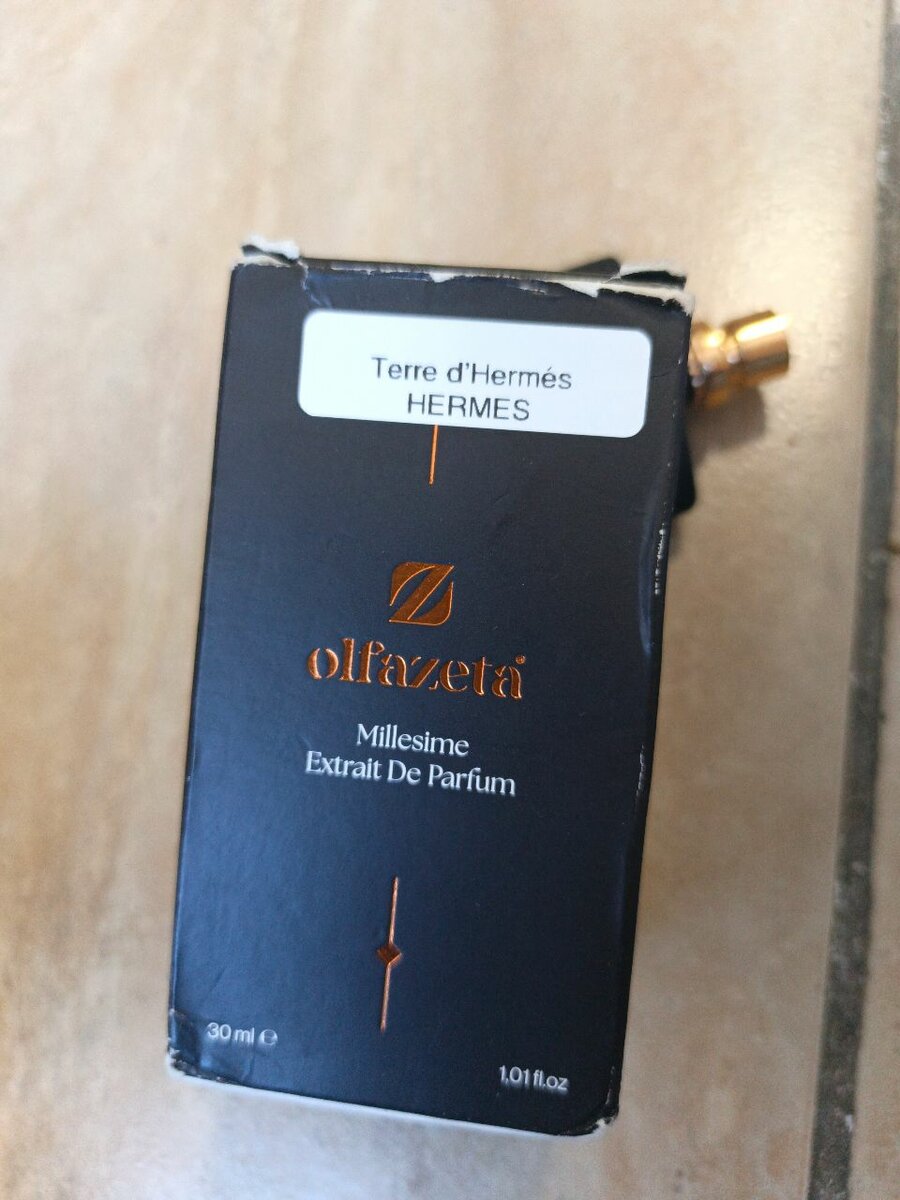 Terre d'Hermés
HERMES
olfazeta®
Millesime
Extrait De Parfum
30 ml ℮
1,01 fl.oz